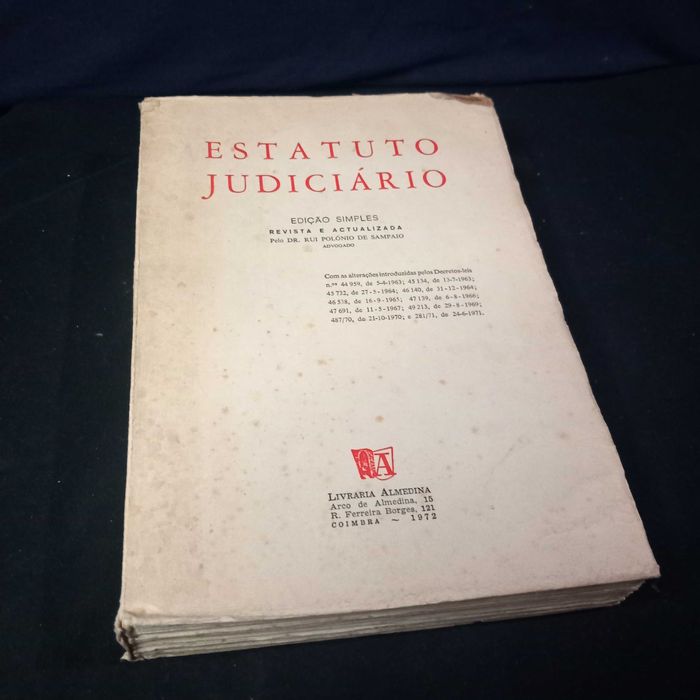 ESTATUTO
JUDICIÁRIO
EDIÇÃO SIMPLES
REVISTA E ACTUALIZADA
Pelo DR. RUI POLÓNIO DE SAMPAIO
ADVOGADO
Com as alterações introduzidas pelos Decretos-leis
n.ºs 44 959, de 5-4-1963; 45 134, de 13-7-1963;
45 732, de 27-5-1964; 46 140, de 31-12-1964;
46 538, de 16-9-1965; 47 139, de 6-8-1966;
47 691, de 11-5-1967; 49 213, de 29-8-1969;
487/70, de 21-10-1970; e 281/71, de 24-6-1971.
A
LIVRARIA ALMEDINA
Arco de Almedina, 15
R. Ferreira Borges, 121
COIMBRA — 1972